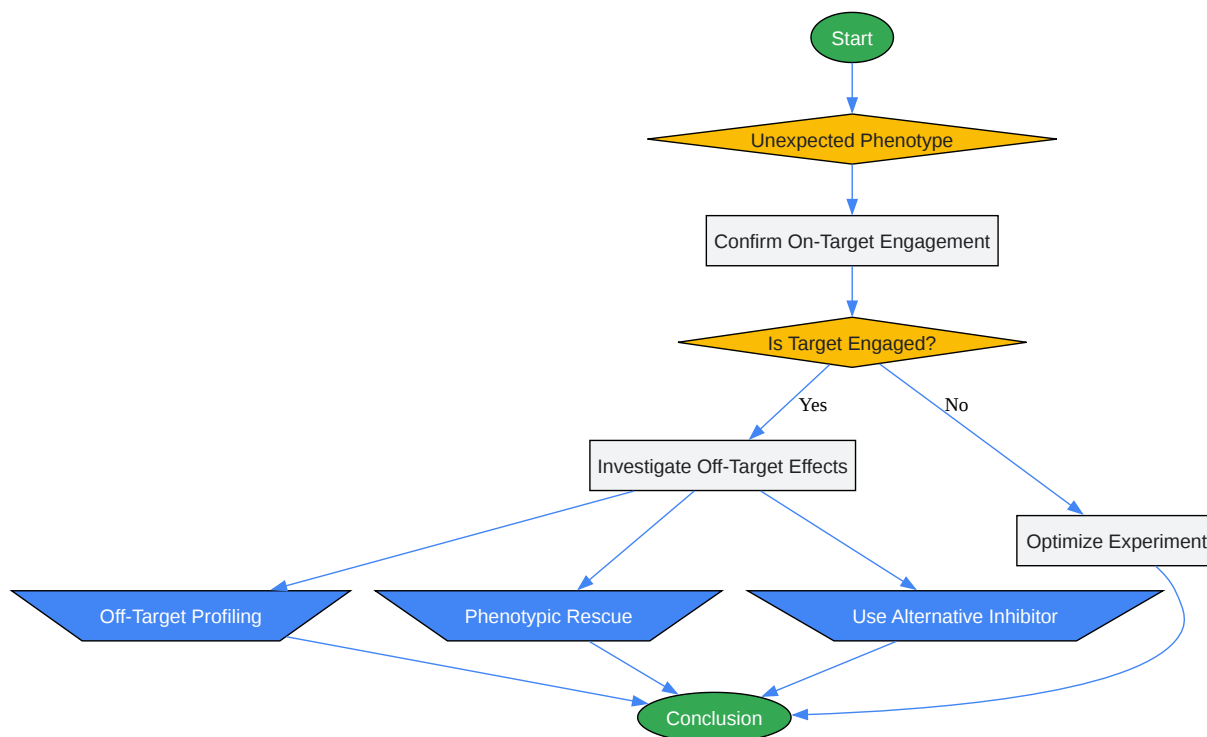 Start
Unexpected Phenotype
Confirm On-Target Engagement
Is Target Engaged?
Yes
No
Investigate Off-Target Effects
Optimize Experiment
Off-Target Profiling
Phenotypic Rescue
Use Alternative Inhibitor
Conclusion